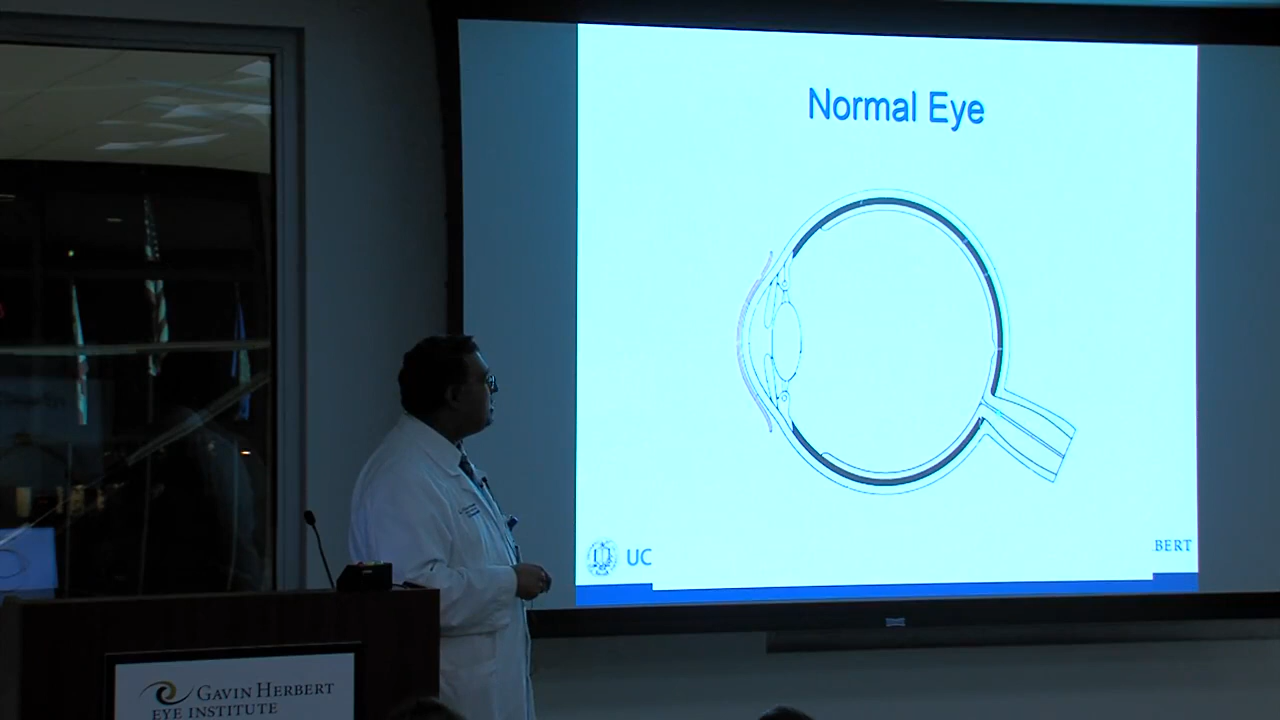 Normal Eye
UC
BERT
GAVIN HERBERT
EYE INSTITUTE